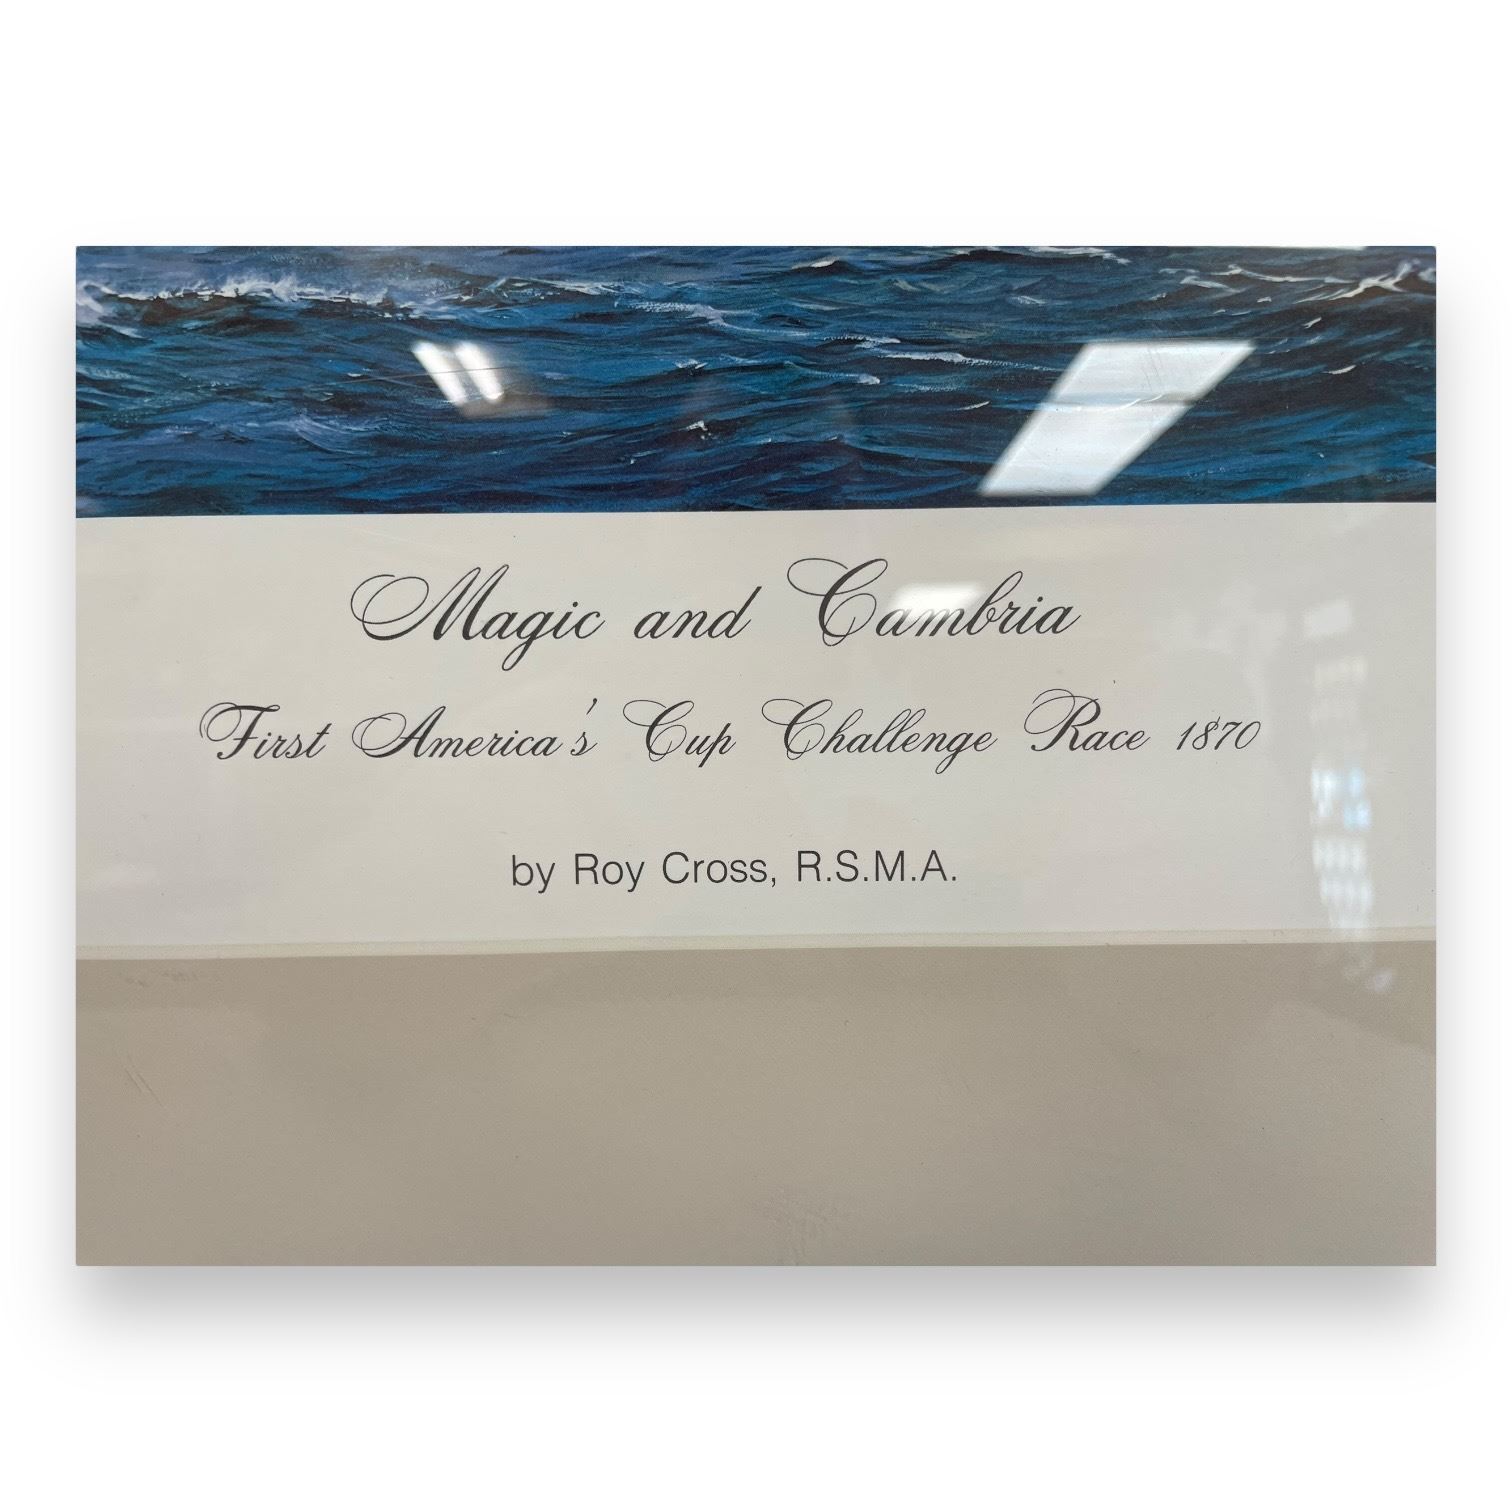 Magic and Cambria
First America's Cup Challenge Race 1870
by Roy Cross, R.S.M.A.